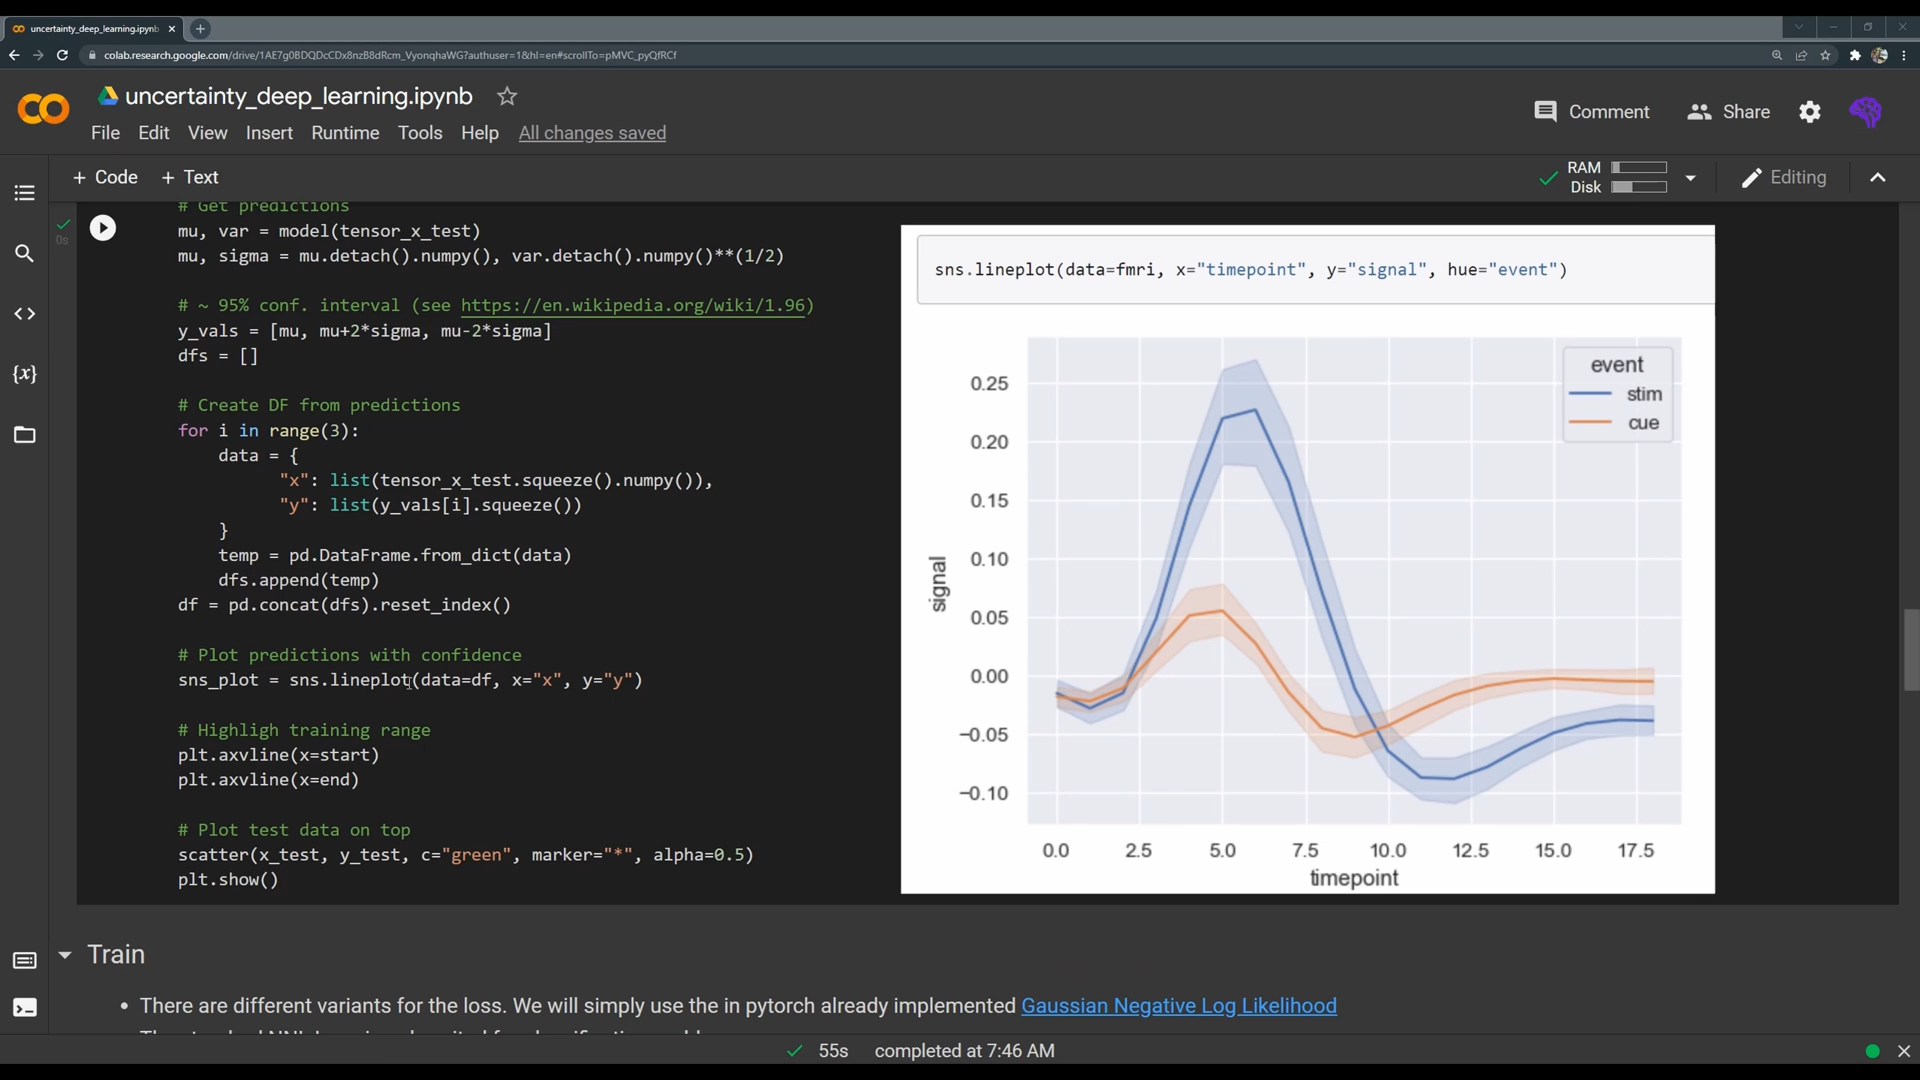 uncertainty_deep_learning.ipynb
colab.research.google.com/drive/1AE7g0BDQDcCDx8nzB8dRcm_VyonqhaWG?authuser=1&hl=en#scrollTo=pMVC_pyQfRCf
uncertainty_deep_learning.ipynb
Comment
Share
File Edit View Insert Runtime Tools Help All changes saved
+ Code + Text
RAM
Disk
Editing
# Get predictions
0s
mu, var = model(tensor_x_test)
mu, sigma = mu.detach().numpy(), var.detach().numpy()**(1/2)
# ~ 95% conf. interval (see https://en.wikipedia.org/wiki/1.96)
y_vals = [mu, mu+2*sigma, mu-2*sigma]
dfs = []
# Create DF from predictions
for i in range(3):
data = {
"x": list(tensor_x_test.squeeze().numpy()),
"y": list(y_vals[i].squeeze())
}
temp = pd.DataFrame.from_dict(data)
dfs.append(temp)
df = pd.concat(dfs).reset_index()
# Plot predictions with confidence
sns_plot = sns.lineplot(data=df, x="x", y="y")
# Highligh training range
plt.axvline(x=start)
plt.axvline(x=end)
# Plot test data on top
scatter(x_test, y_test, c="green", marker="*", alpha=0.5)
plt.show()
sns.lineplot(data=fmri, x="timepoint", y="signal", hue="event")
event
stim
cue
0.25
0.20
0.15
0.10
0.05
0.00
−0.05
−0.10
signal
0.0 2.5 5.0 7.5 10.0 12.5 15.0 17.5
timepoint
Train
• There are different variants for the loss. We will simply use the in pytorch already implemented Gaussian Negative Log Likelihood
55s completed at 7:46 AM